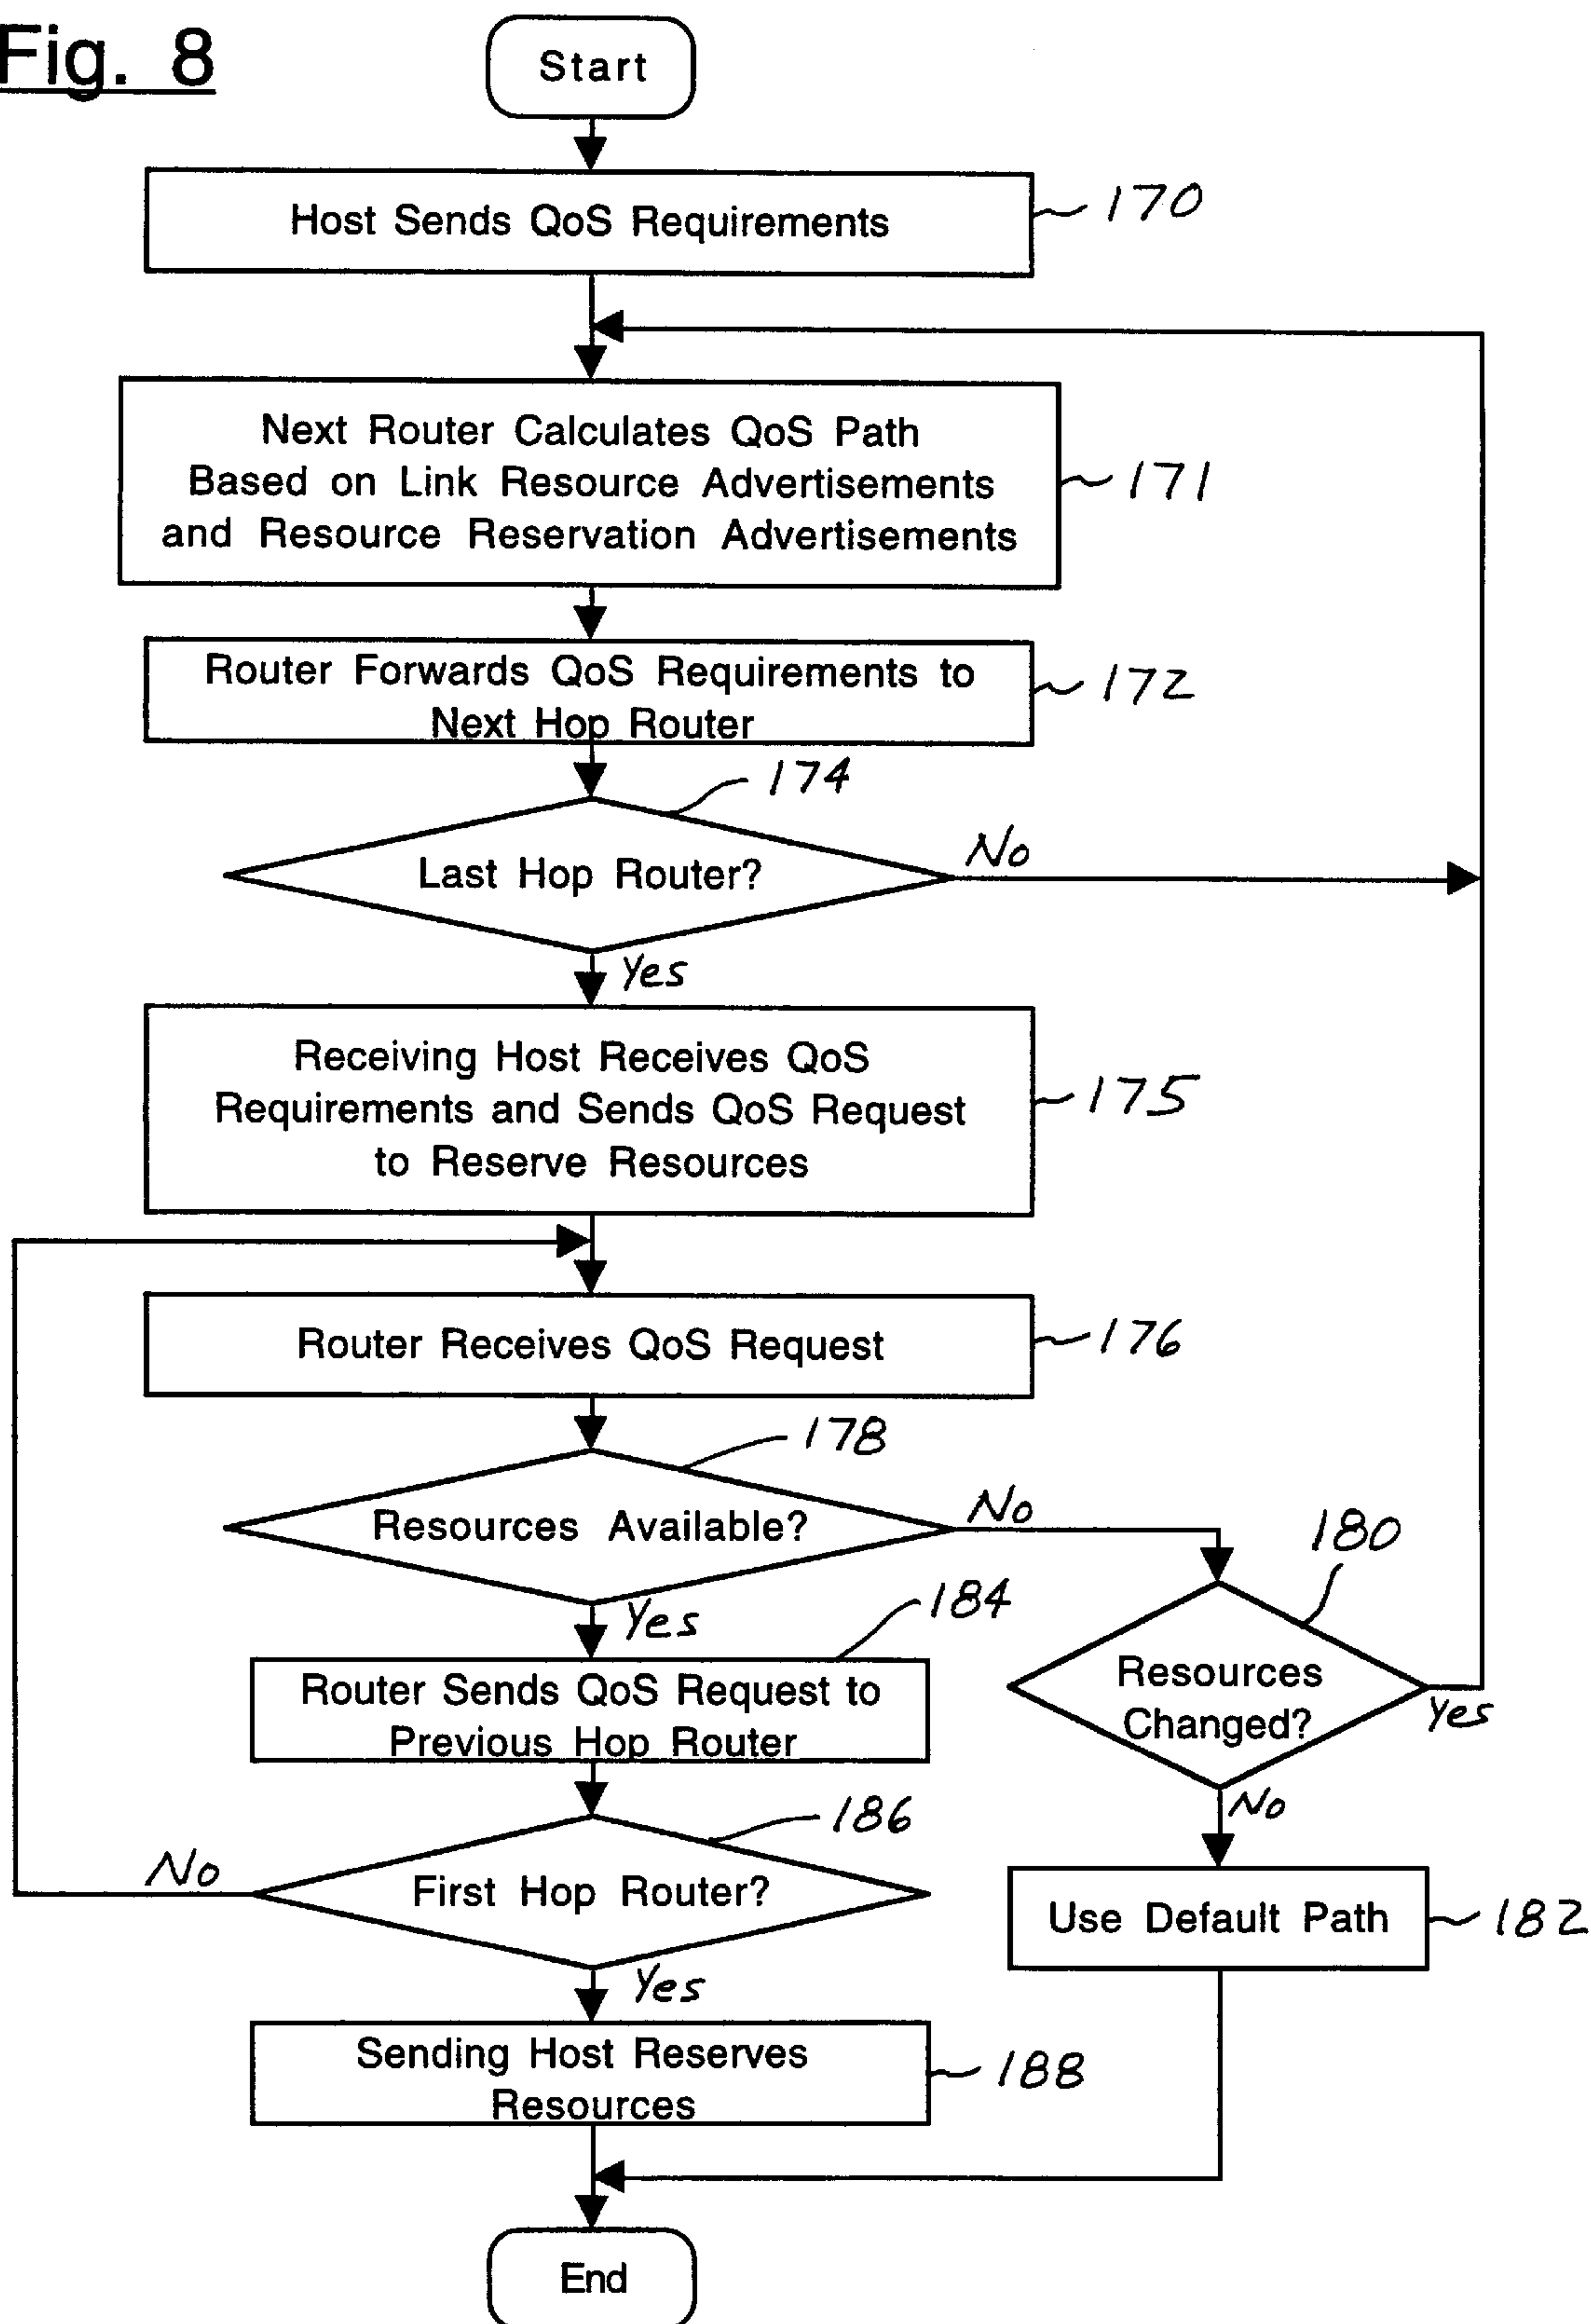 Fig. 8
Start
Host Sends QoS Requirements
170
Next Router Calculates QoS Path
Based on Link Resource Advertisements
and Resource Reservation Advertisements
171
Router Forwards QoS Requirements to
Next Hop Router
172
174
Last Hop Router?
No
Yes
Receiving Host Receives QoS
Requirements and Sends QoS Request
to Reserve Resources
175
Router Receives QoS Request
176
178
Resources Available?
No
180
Yes
184
Resources
Changed?
Yes
Router Sends QoS Request to
Previous Hop Router
No
186
First Hop Router?
No
Use Default Path
182
Yes
Sending Host Reserves
Resources
188
End